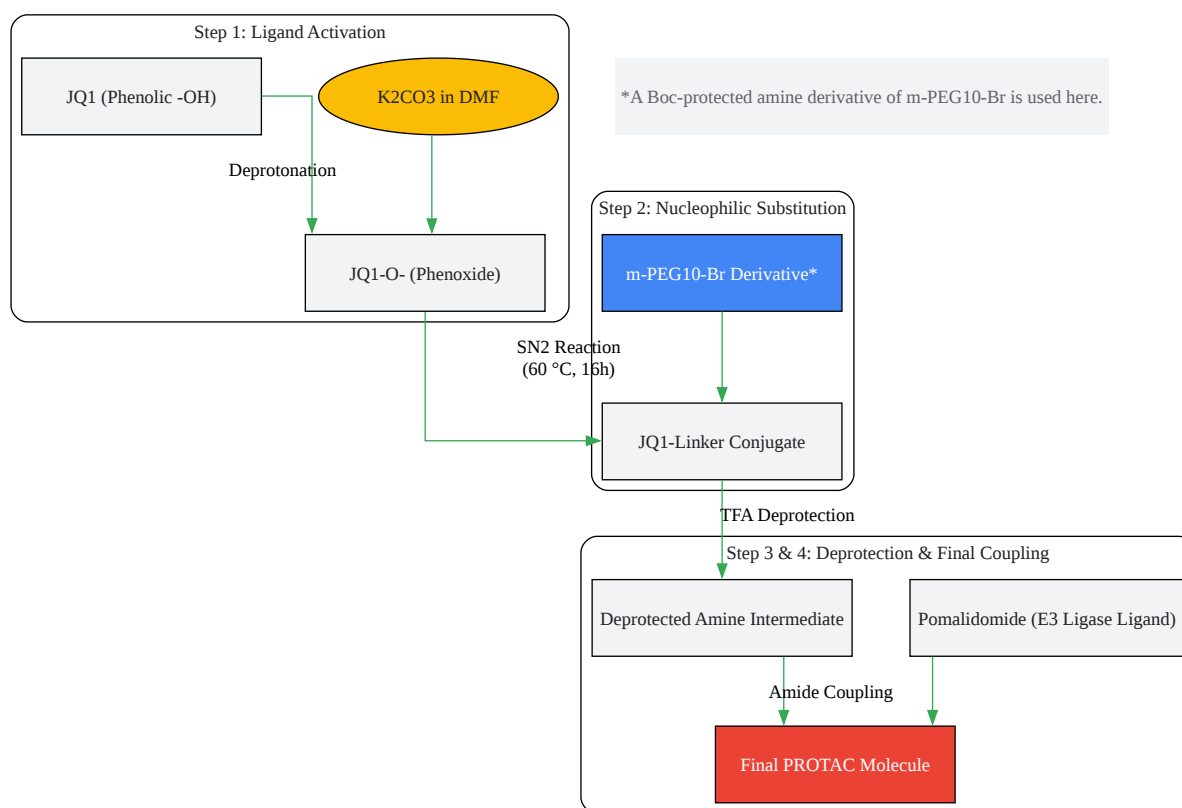 Step 1: Ligand Activation
JQ1 (Phenolic -OH)
K2CO3 in DMF
*A Boc-protected amine derivative of m-PEG10-Br is used here.
Deprotonation
JQ1-O- (Phenoxide)
Step 2: Nucleophilic Substitution
m-PEG10-Br Derivative*
SN2 Reaction
(60 °C, 16h)
JQ1-Linker Conjugate
TFA Deprotection
Step 3 & 4: Deprotection & Final Coupling
Deprotected Amine Intermediate
Pomalidomide (E3 Ligase Ligand)
Amide Coupling
Final PROTAC Molecule